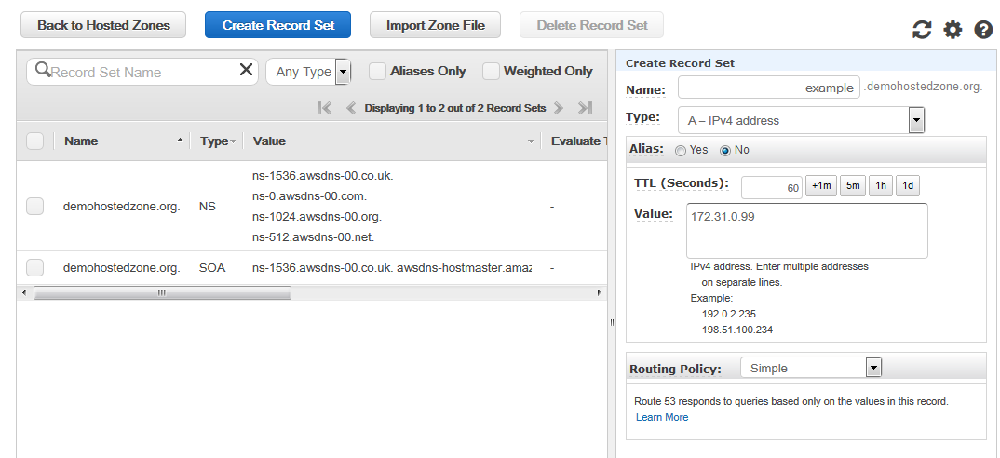 Back to Hosted Zones Create Record Set Import Zone File Delete Record Set
Record Set Name Any Type Aliases Only Weighted Only
Displaying 1 to 2 out of 2 Record Sets
Name Type Value Evaluate T
ns-1536.awsdns-00.co.uk.
ns-0.awsdns-00.com.
demohostedzone.org. NS -
ns-1024.awsdns-00.org.
ns-512.awsdns-00.net.
demohostedzone.org. SOA ns-1536.awsdns-00.co.uk. awsdns-hostmaster.amaz -
Create Record Set
Name: example .demohostedzone.org.
Type: A – IPv4 address
Alias: Yes No
TTL (Seconds): 60 +1m 5m 1h 1d
Value: 172.31.0.99
IPv4 address. Enter multiple addresses
on separate lines.
Example:
192.0.2.235
198.51.100.234
Routing Policy: Simple
Route 53 responds to queries based only on the values in this record.
Learn More